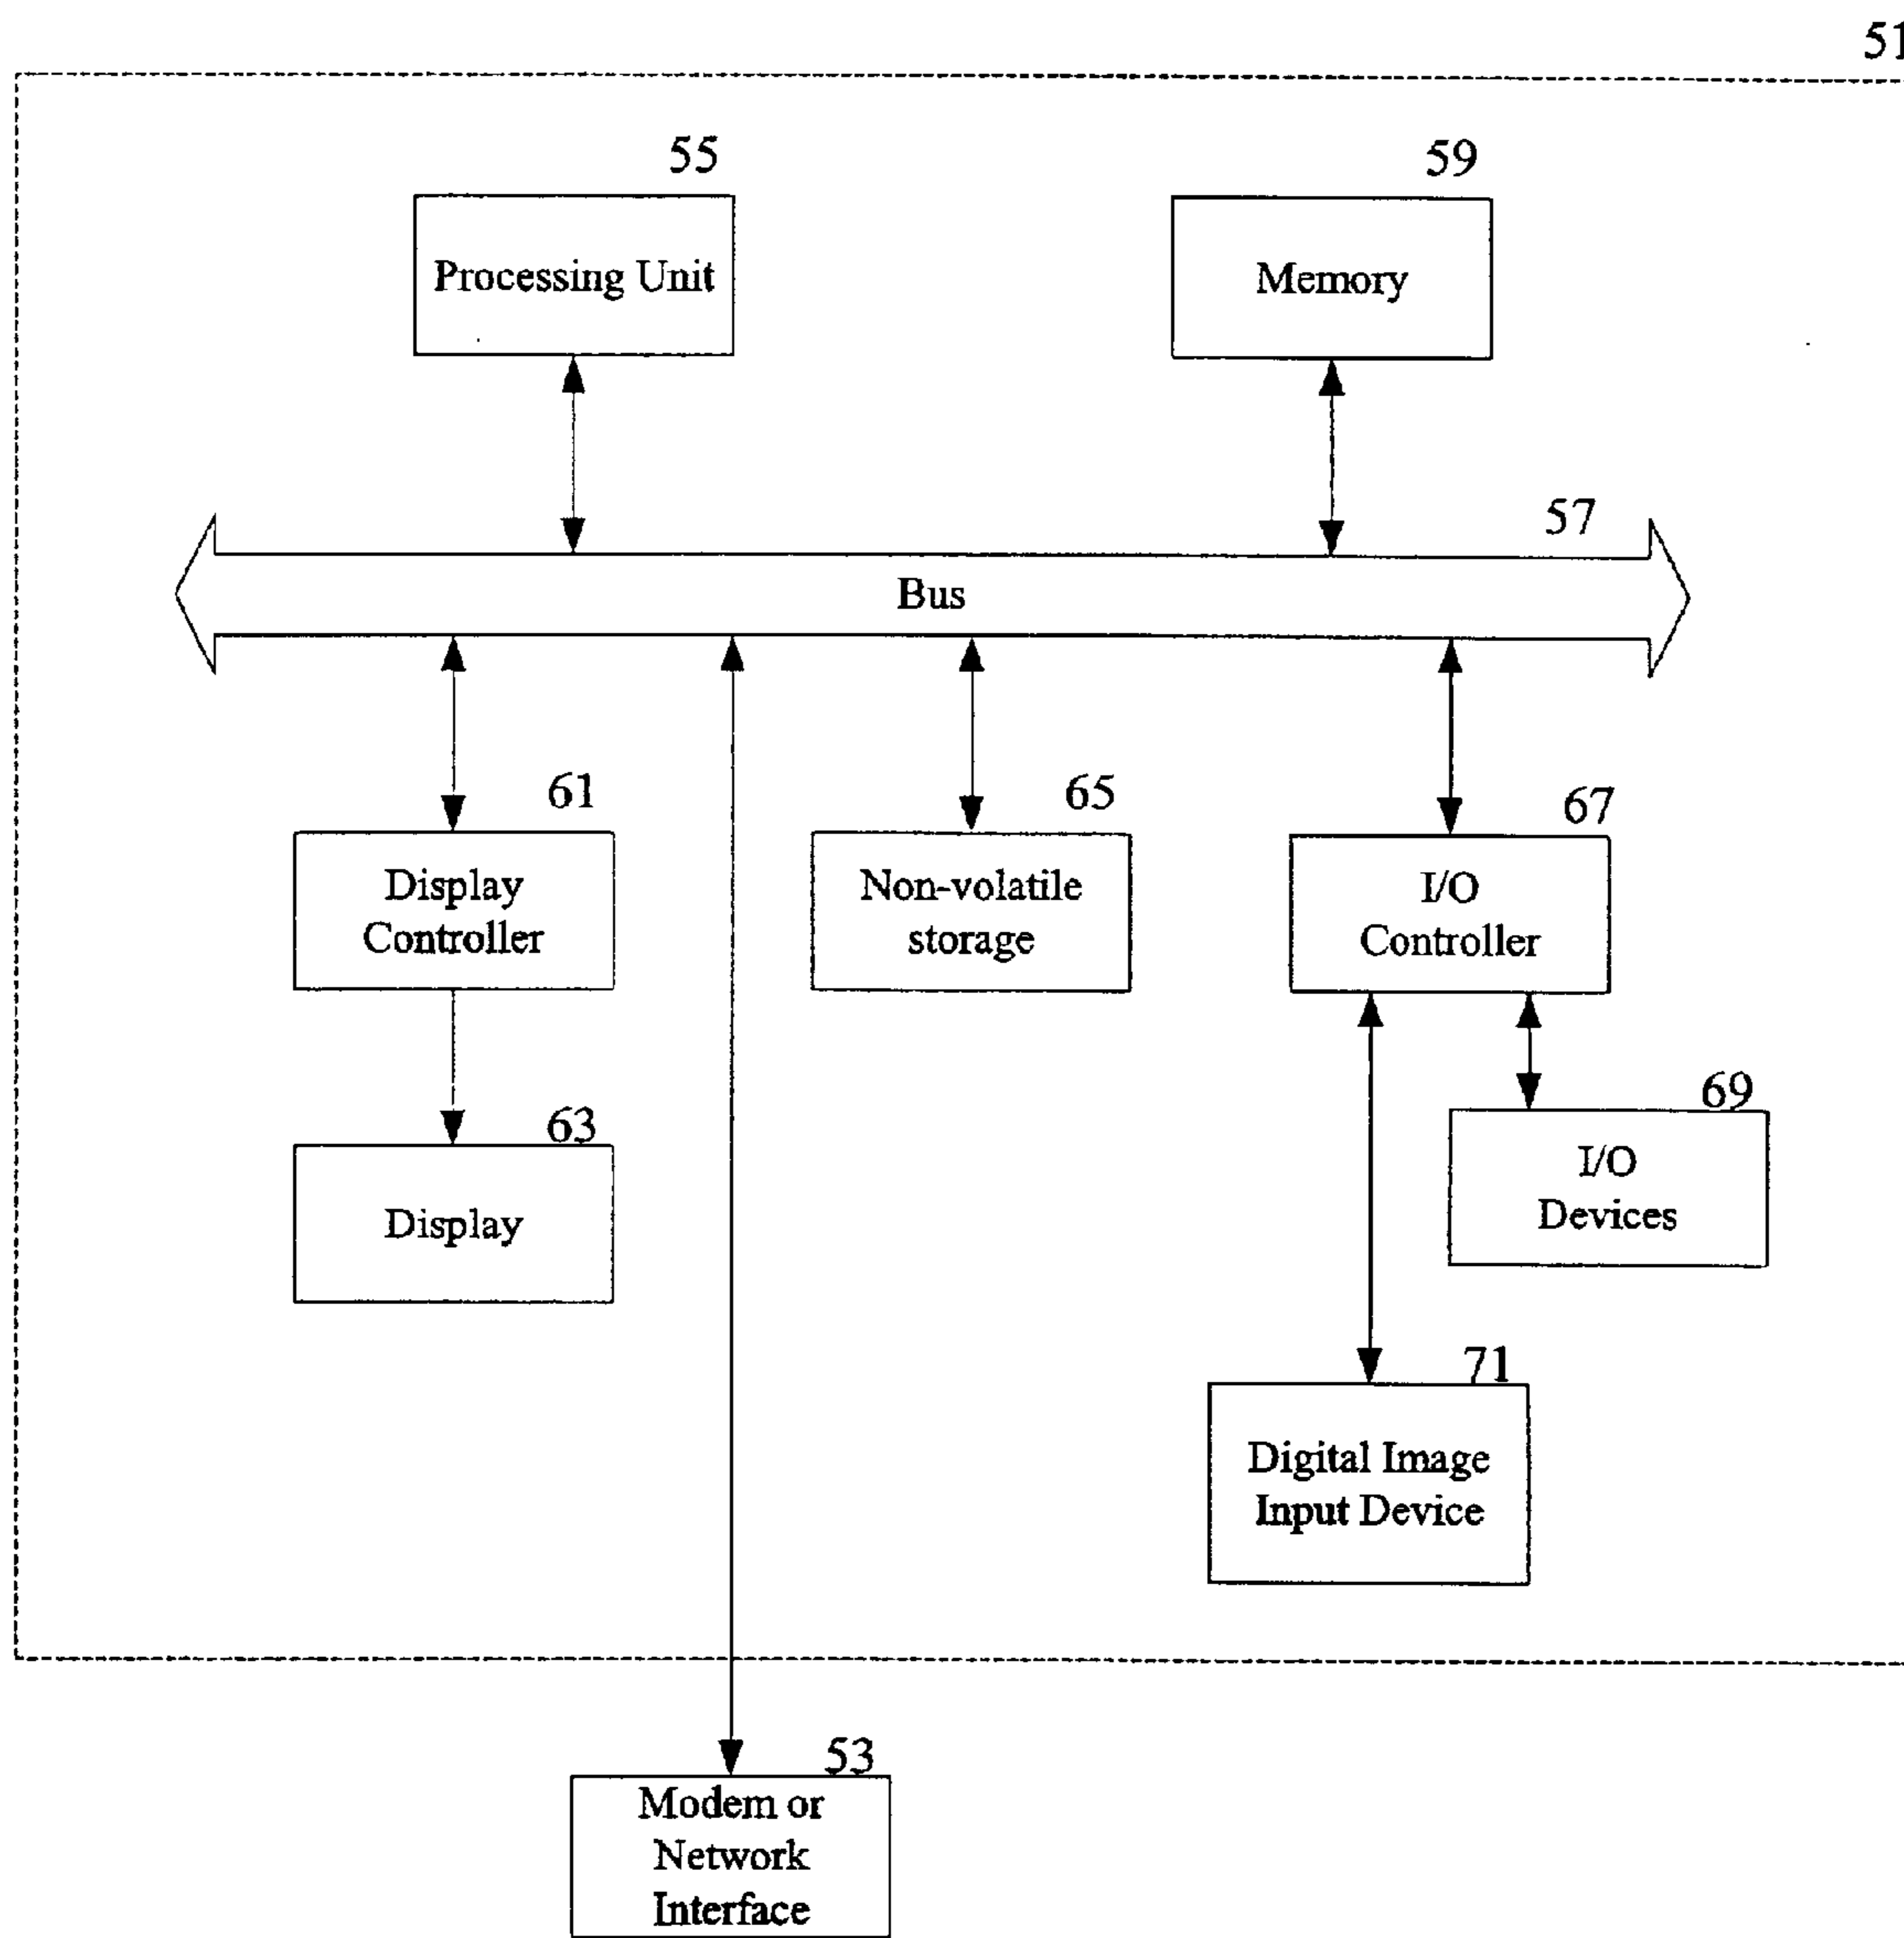 51
55
59
Processing Unit
Memory
57
Bus
61
65
67
Display
Controller
Non-volatile
storage
I/O
Controller
63
69
Display
I/O
Devices
71
Digital Image
Input Device
53
Modem or
Network
Interface